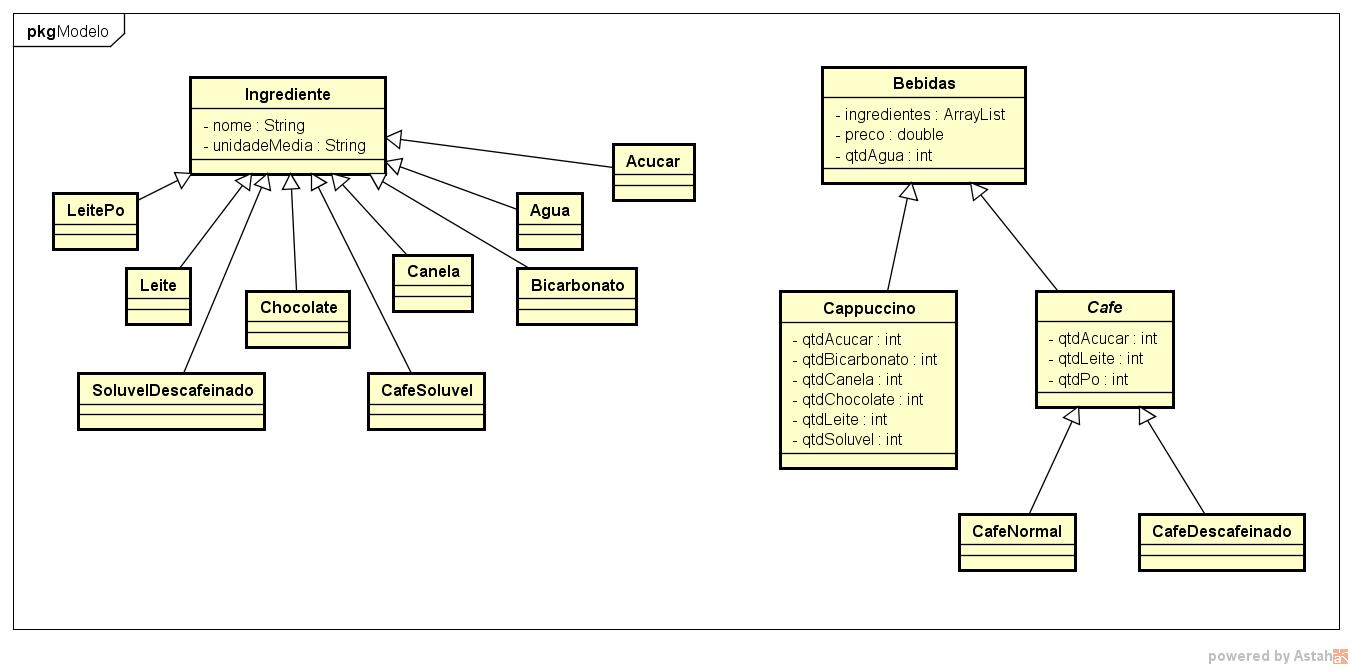 pkgModelo
Ingrediente
- nome : String
- unidadeMedia : String
Bebidas
- ingredientes : ArrayList
- preco : double
- qtdAgua : int
Acucar
LeitePo
Agua
Leite
Chocolate
Canela
Bicarbonato
SoluvelDescafeinado
CafeSoluvel
Cappuccino
- qtdAcucar : int
- qtdBicarbonato : int
- qtdCanela : int
- qtdChocolate : int
- qtdLeite : int
- qtdSoluvel : int
Cafe
- qtdAcucar : int
- qtdLeite : int
- qtdPo : int
CafeNormal
CafeDescafeinado
powered by Astah